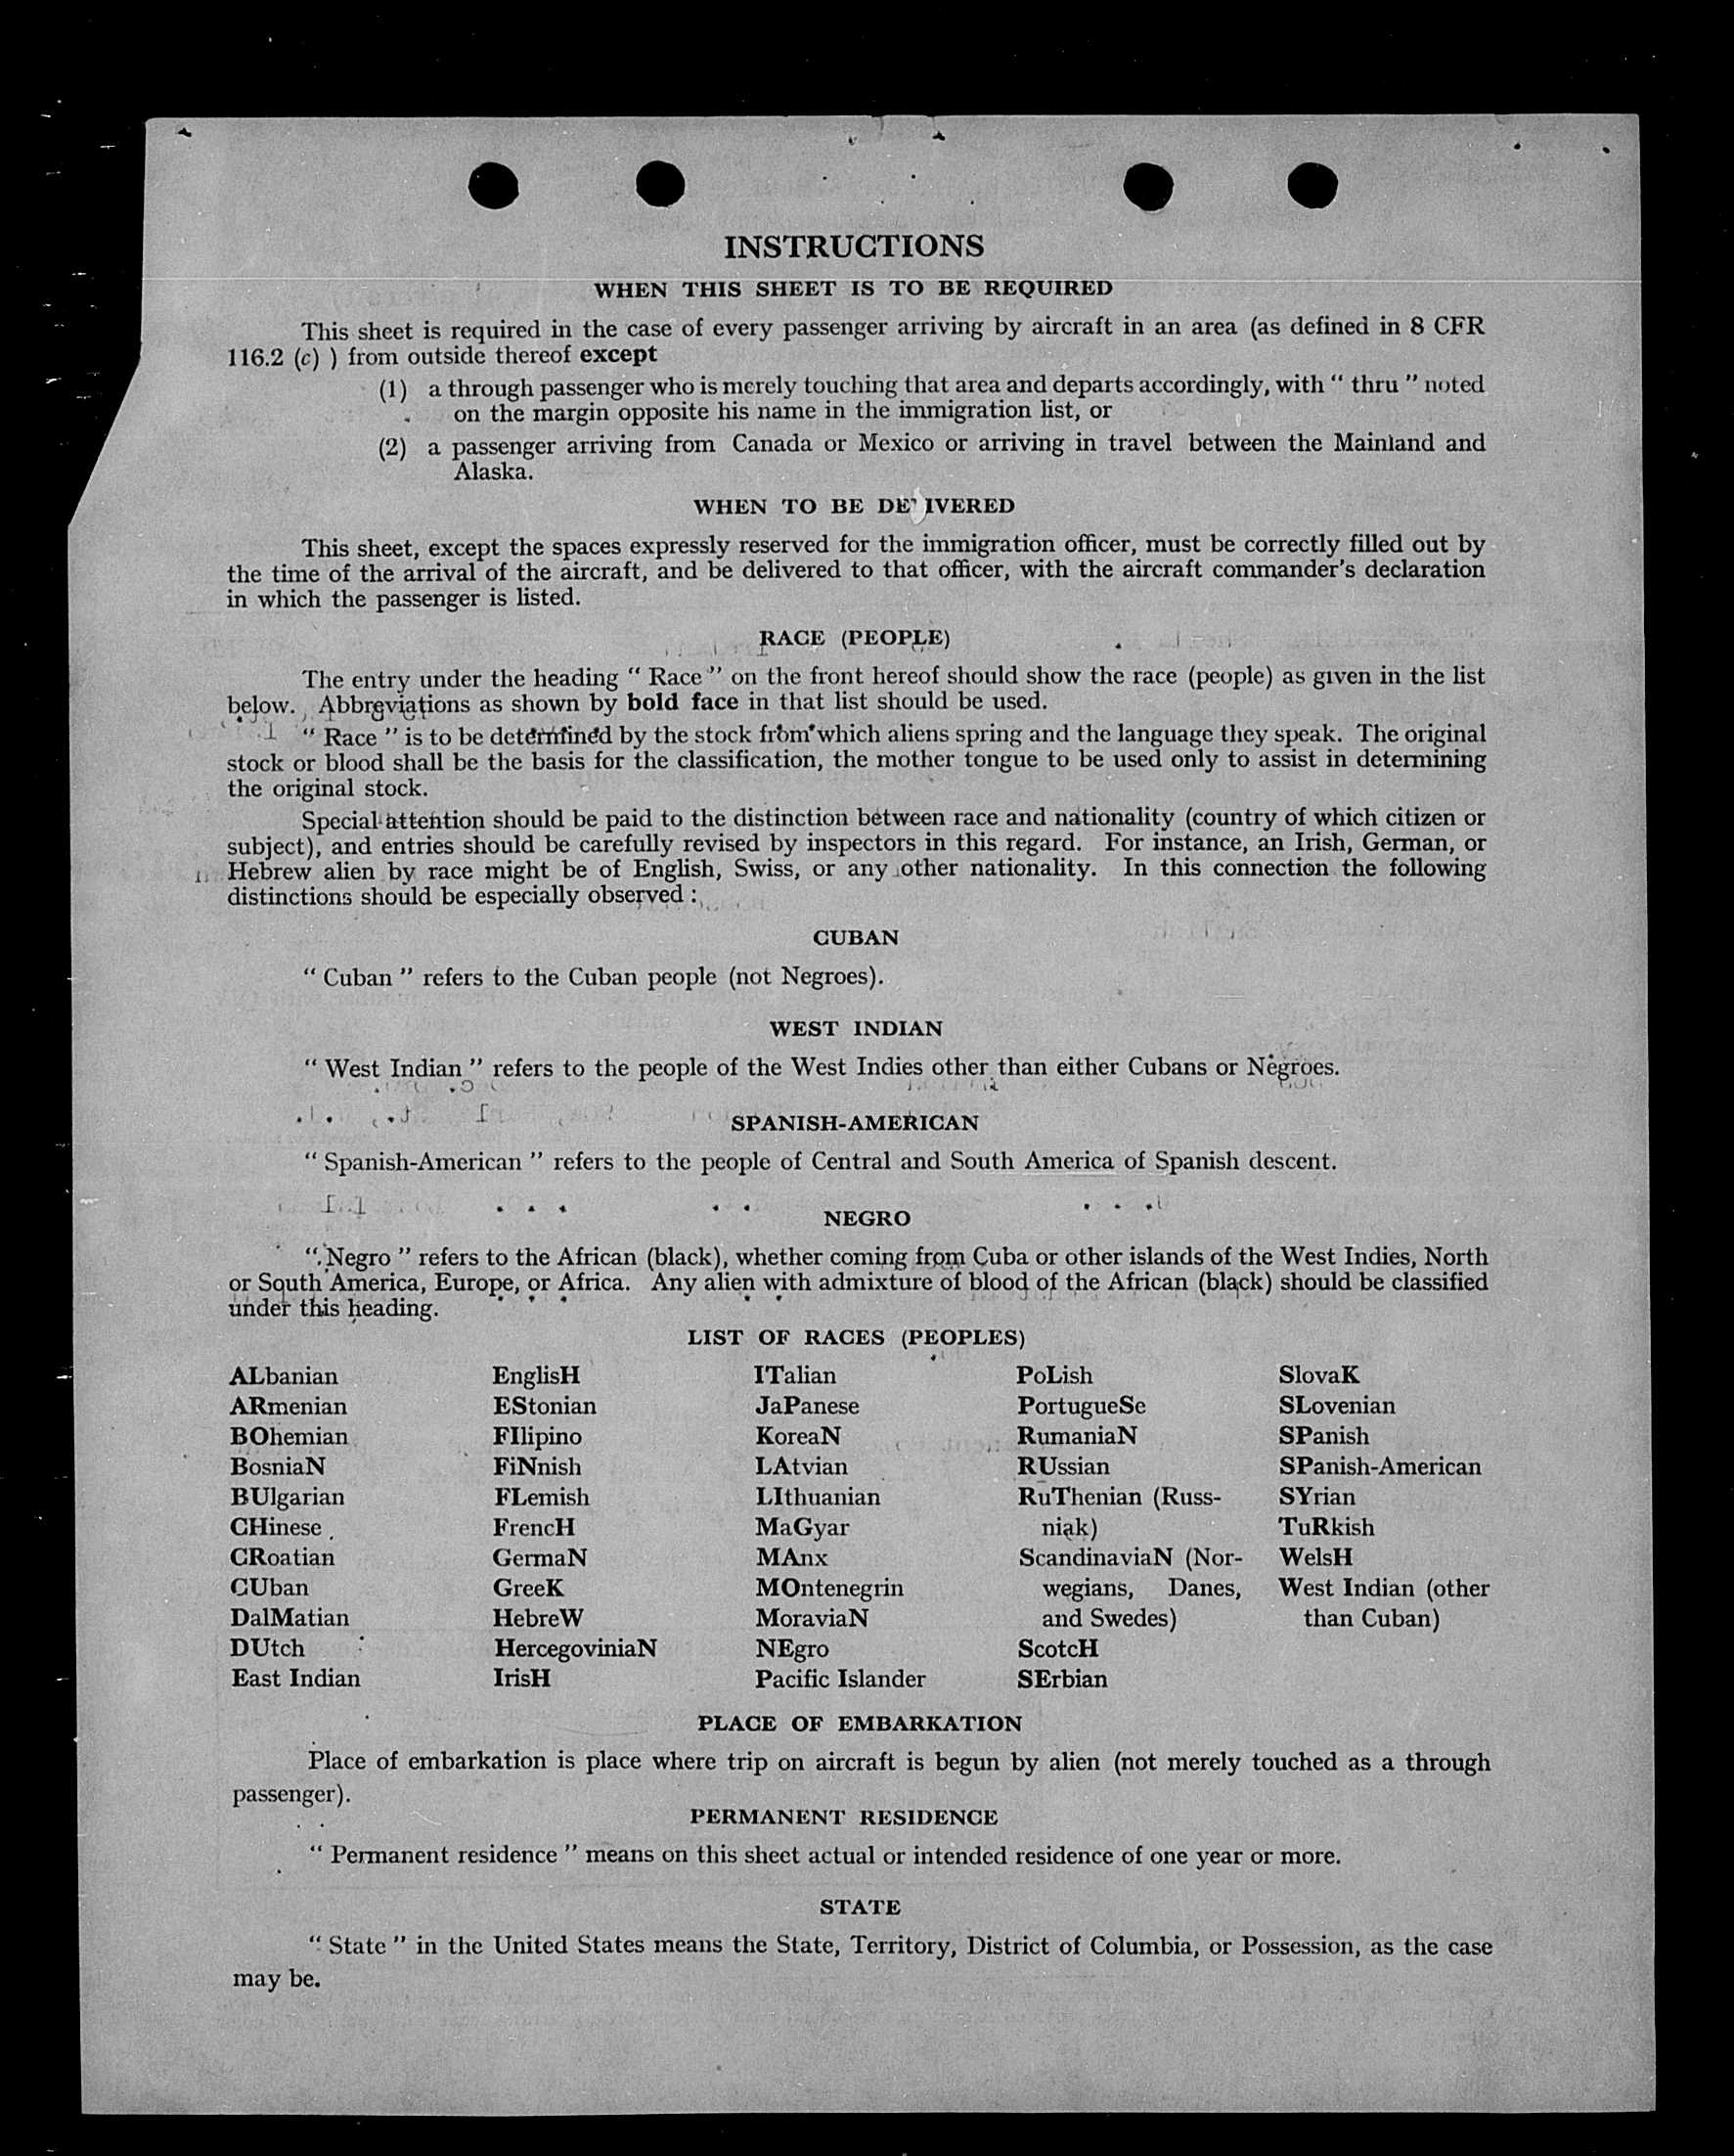 INSTRUCTIONS
WHEN THIS SHEET IS TO BE REQUIRED
This sheet is required in the case of every passenger arriving by aircraft in an area (as defined in 8 CFR
116.2 (c) ) from outside thereof except
(1) a through passenger who is merely touching that area and departs accordingly, with “ thru ” noted
on the margin opposite his name in the immigration list, or
(2) a passenger arriving from Canada or Mexico or arriving in travel between the Mainland and
Alaska.
WHEN TO BE DELIVERED
This sheet, except the spaces expressly reserved for the immigration officer, must be correctly filled out by
the time of the arrival of the aircraft, and be delivered to that officer, with the aircraft commander's declaration
in which the passenger is listed.
RACE (PEOPLE)
The entry under the heading “ Race ” on the front hereof should show the race (people) as given in the list
below. Abbreviations as shown by bold face in that list should be used.
“ Race ” is to be determined by the stock from which aliens spring and the language they speak. The original
stock or blood shall be the basis for the classification, the mother tongue to be used only to assist in determining
the original stock.
Special attention should be paid to the distinction between race and nationality (country of which citizen or
subject), and entries should be carefully revised by inspectors in this regard. For instance, an Irish, German, or
Hebrew alien by race might be of English, Swiss, or any other nationality. In this connection the following
distinctions should be especially observed :
CUBAN
“ Cuban ” refers to the Cuban people (not Negroes).
WEST INDIAN
“ West Indian ” refers to the people of the West Indies other than either Cubans or Negroes.
SPANISH-AMERICAN
“ Spanish-American ” refers to the people of Central and South America of Spanish descent.
NEGRO
“ Negro ” refers to the African (black), whether coming from Cuba or other islands of the West Indies, North
or South America, Europe, or Africa. Any alien with admixture of blood of the African (black) should be classified
under this heading.
LIST OF RACES (PEOPLES)
ALbanian
ARmenian
BOhemian
BosniaN
BUlgarian
CHinese
CRoatian
CUban
DalMatian
DUtch
East Indian
EnglisH
EStonian
FIlipino
FiNnish
FLemish
FrencH
GermaN
GreeK
HebreW
HercegoviniaN
IrisH
ITalian
JaPanese
KoreaN
LAtvian
LIthuanian
MaGyar
MAnx
MOntenegrin
MoraviaN
NEgro
Pacific Islander
PoLish
PortugueSe
RumaniaN
RUssian
RuThenian (Russ-
niak)
ScandinaviaN (Nor-
wegians, Danes,
and Swedes)
ScotcH
SErbian
SlovaK
SLovenian
SPanish
SPanish-American
SYrian
TuRkish
WelsH
West Indian (other
than Cuban)
PLACE OF EMBARKATION
Place of embarkation is place where trip on aircraft is begun by alien (not merely touched as a through
passenger).
PERMANENT RESIDENCE
“ Permanent residence ” means on this sheet actual or intended residence of one year or more.
STATE
“ State ” in the United States means the State, Territory, District of Columbia, or Possession, as the case
may be.